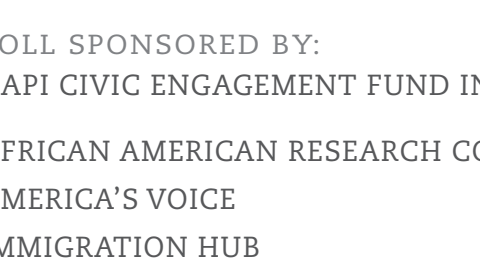 OLL SPONSORED BY:
API CIVIC ENGAGEMENT FUND IN
FRICAN AMERICAN RESEARCH CO
MERICA’S VOICE
MMIGRATION HUB